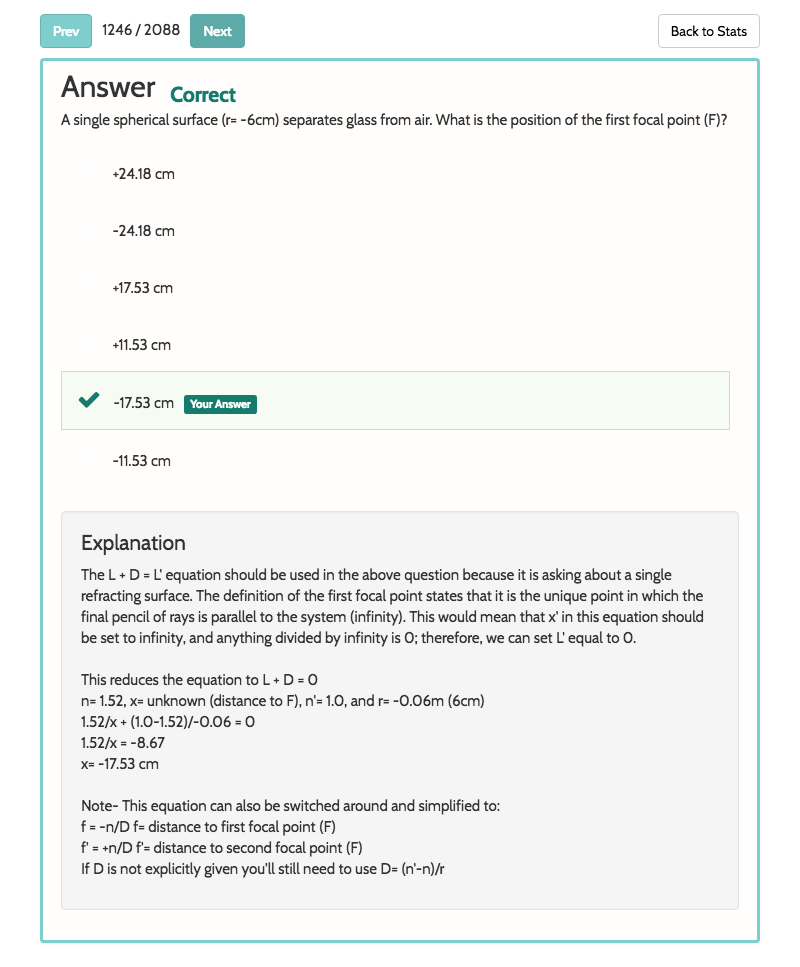 Prev 1246 / 2088 Next Back to Stats
Answer Correct
A single spherical surface (r= -6cm) separates glass from air. What is the position of the first focal point (F)?
+24.18 cm
-24.18 cm
+17.53 cm
+11.53 cm
-17.53 cm Your Answer
-11.53 cm
Explanation
The L + D = L' equation should be used in the above question because it is asking about a single
refracting surface. The definition of the first focal point states that it is the unique point in which the
final pencil of rays is parallel to the system (infinity). This would mean that x' in this equation should
be set to infinity, and anything divided by infinity is 0; therefore, we can set L' equal to 0.
This reduces the equation to L + D = 0
n= 1.52, x= unknown (distance to F), n'= 1.0, and r= -0.06m (6cm)
1.52/x + (1.0-1.52)/-0.06 = 0
1.52/x = -8.67
x= -17.53 cm
Note- This equation can also be switched around and simplified to:
f = -n/D f= distance to first focal point (F)
f' = +n/D f'= distance to second focal point (F)
If D is not explicitly given you'll still need to use D= (n'-n)/r